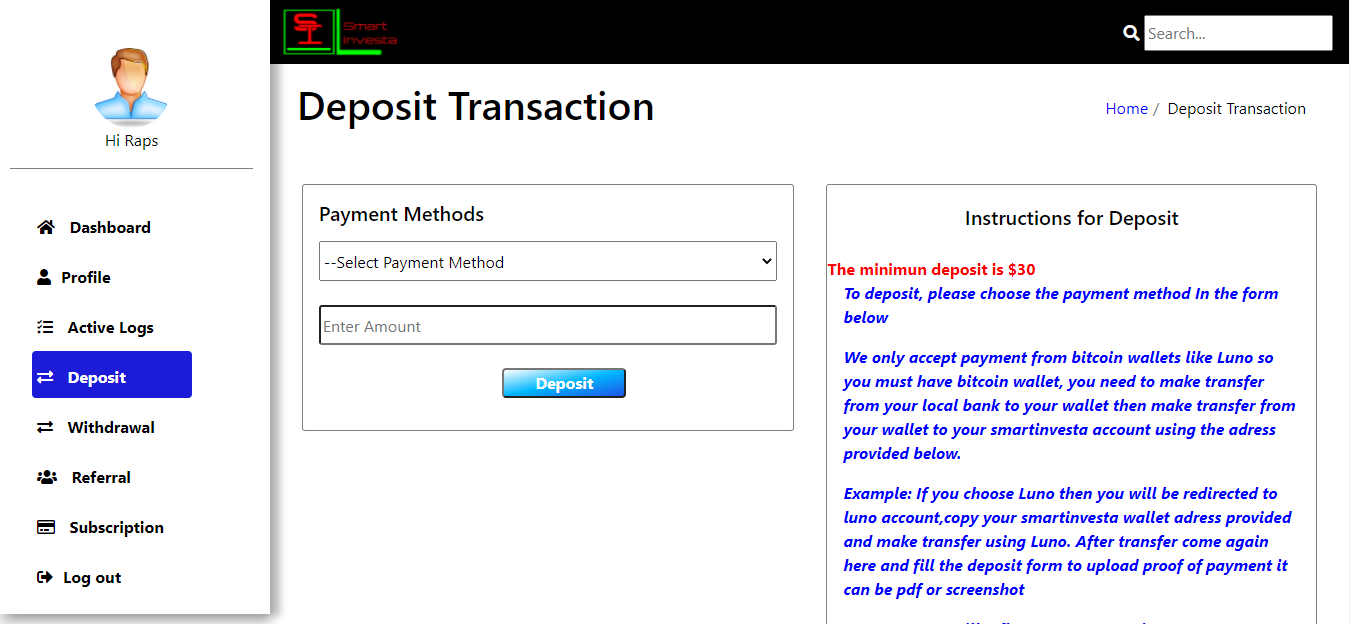 Smart
Investa
Search...
Hi Raps
Dashboard
Profile
Active Logs
Deposit
Withdrawal
Referral
Subscription
Log out
Deposit Transaction
Home / Deposit Transaction
Payment Methods
--Select Payment Method
Enter Amount
Deposit
Instructions for Deposit
The minimun deposit is $30
To deposit, please choose the payment method In the form
below
We only accept payment from bitcoin wallets like Luno so
you must have bitcoin wallet, you need to make transfer
from your local bank to your wallet then make transfer from
your wallet to your smartinvesta account using the adress
provided below.
Example: If you choose Luno then you will be redirected to
luno account,copy your smartinvesta wallet adress provided
and make transfer using Luno. After transfer come again
here and fill the deposit form to upload proof of payment it
can be pdf or screenshot